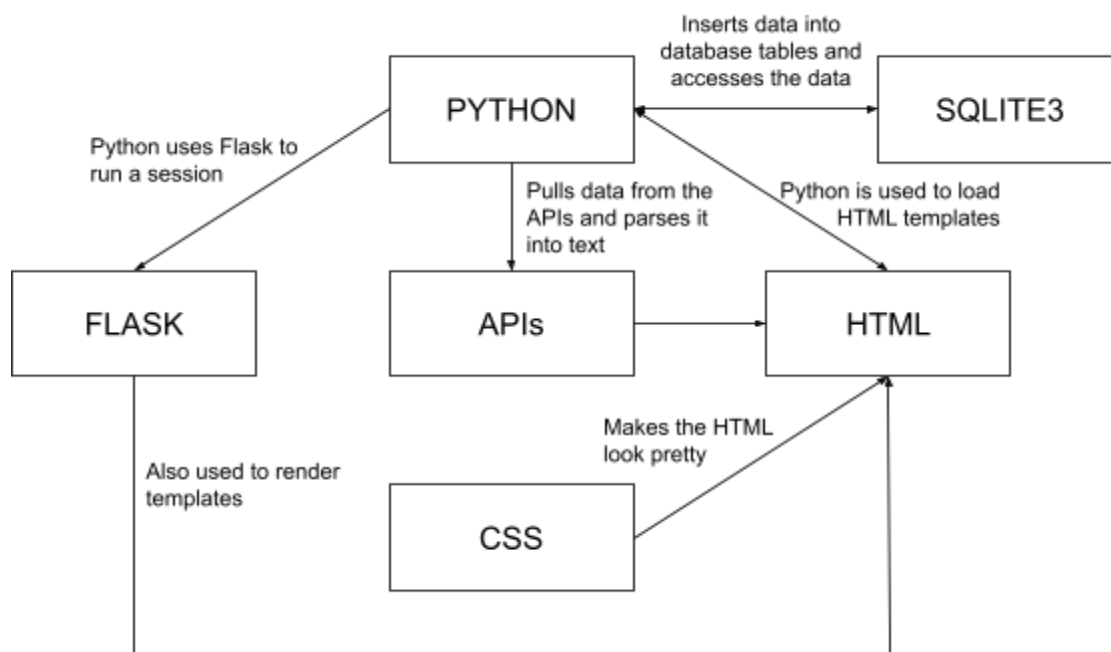 Inserts data into
database tables and
accesses the data
PYTHON
SQLITE3
Python uses Flask to
run a session
Pulls data from the
APIs and parses it
into text
Python is used to load
HTML templates
FLASK
APIs
HTML
Makes the HTML
look pretty
Also used to render
templates
CSS